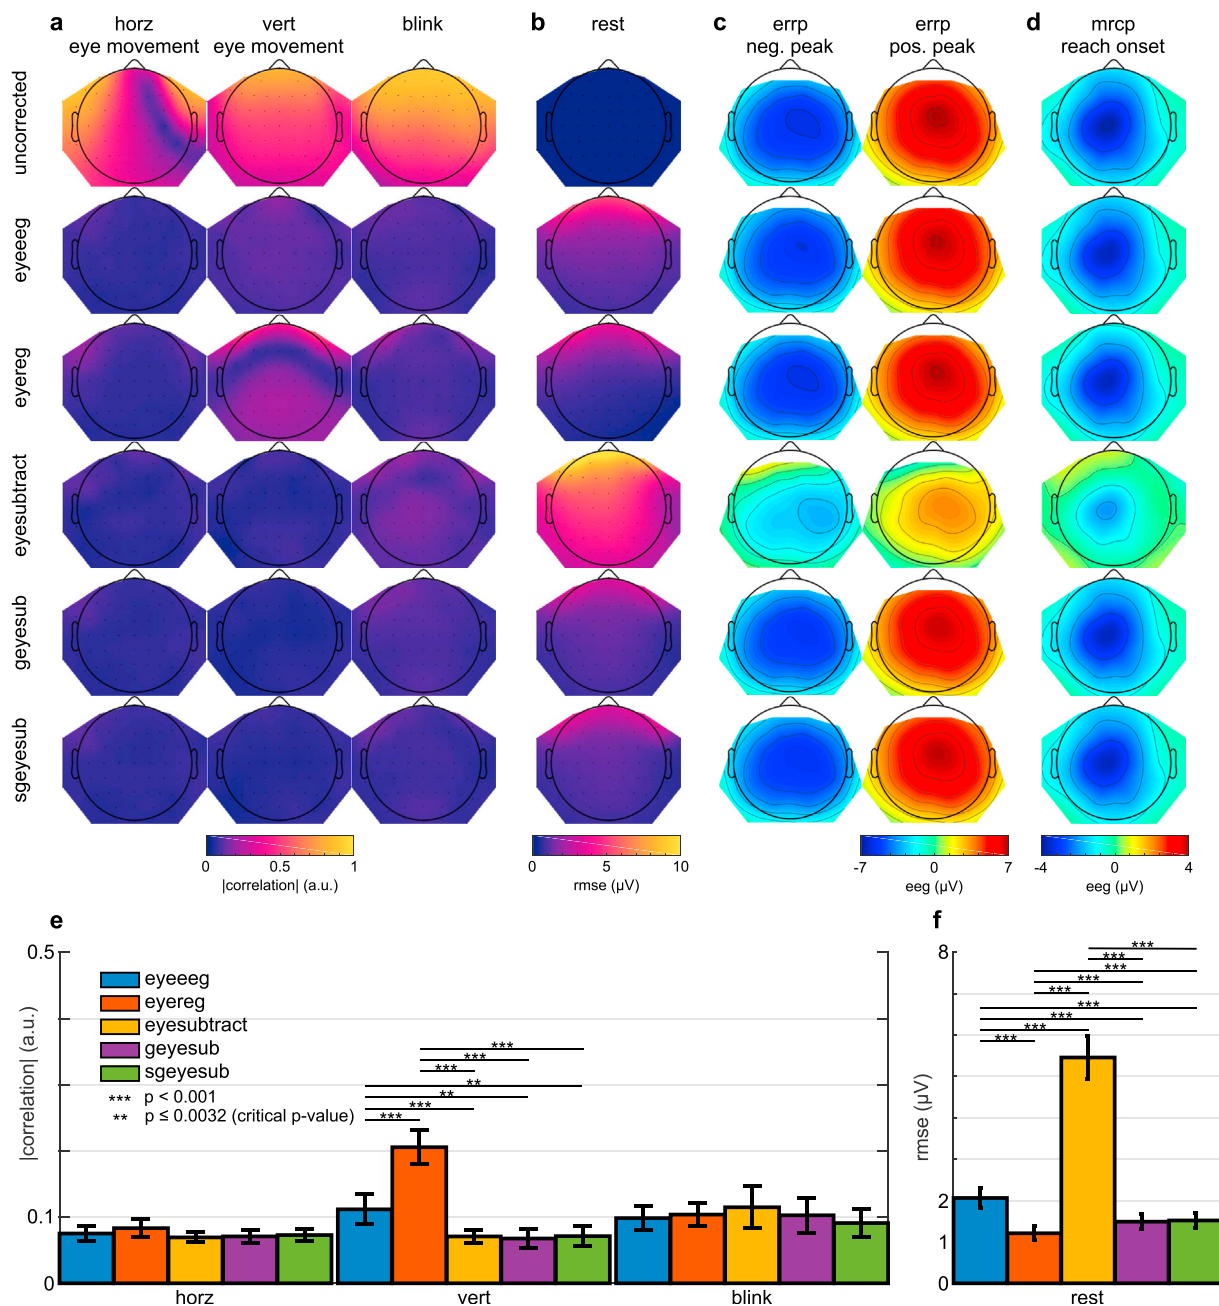 a
horz
eye movement
vert
eye movement
blink
b
rest
c
errp
neg. peak
errp
pos. peak
d
mrcp
reach onset
uncorrected
eyeeeg
eyereg
eyesubtract
geyesub
sgeyesub
0 0.5 1
|correlation| (a.u.)
0 10
rmse (µV)
-7 0 7
eeg (µV)
-4 0 4
eeg (µV)
e
0.5
0.1
0
|correlation| (a.u.)
eyeeeg
eyereg
eyesubtract
geyesub
sgeyesub
*** p < 0.001
** p ≤ 0.0032 (critical p-value)
***
***
***
**
**
***
***
horz
vert
blink
f
8
2
1
0
rmse (µV)
***
***
***
***
***
***
***
***
***
rest